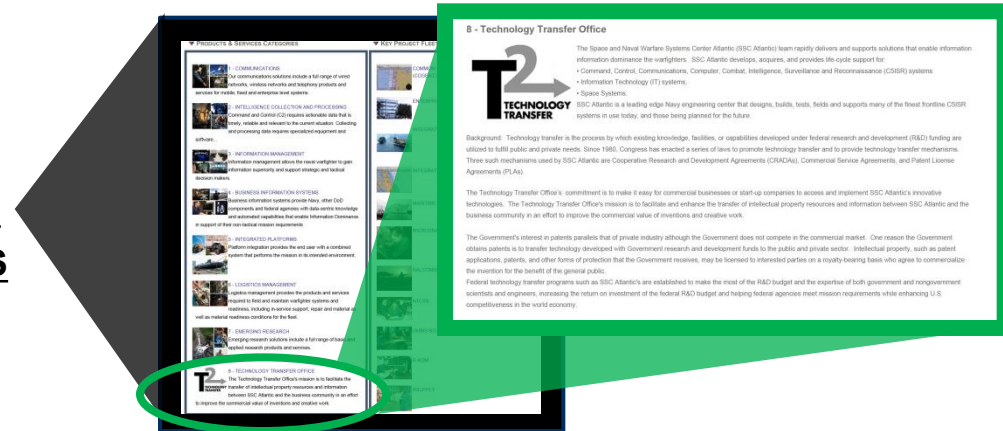 S
▼ PRODUCTS & SERVICES CATEGORIES
1 - COMMUNICATIONS
Our communications solutions include a full range of wired
networks, wireless networks and telephony products and
services for mobile, fixed and enterprise level systems.
2 - INTELLIGENCE COLLECTION AND PROCESSING
Command and Control (C2) requires actionable data that is
timely, reliable and relevant to the current situation. Collecting
and processing data requires specialized equipment and
software...
3 - INFORMATION MANAGEMENT
Information management allows the naval warfighter to gain
information superiority and support strategic and tactical
decision makers.
4 - BUSINESS INFORMATION SYSTEMS
Business information systems provide Navy, other DoD
components and federal agencies with data-centric knowledge
and automated capabilities that enable Information Dominance
in support of their non-tactical mission requirements
5 - INTEGRATED PLATFORMS
Platform integration provides the end user with a combined
system that performs the mission in its intended environment.
6 - LOGISTICS MANAGEMENT
Logistics management provides the products and services
required to field and maintain warfighter systems and
readiness, including in-service support, repair and material
well as material readiness conditions for the fleet.
7 - EMERGING RESEARCH
Emerging research solutions include a full range of basic and
applied research products and services.
8 - TECHNOLOGY TRANSFER OFFICE
The Technology Transfer Office's mission is to facilitate the
transfer of intellectual property resources and information
between SSC Atlantic and the business community in an effort
to improve the commercial value of inventions and creative work.
T2
TECHNOLOGY
TRANSFER
▼ KEY PROJECT FLEE
8 - Technology Transfer Office
T2
TECHNOLOGY
TRANSFER
The Space and Naval Warfare Systems Center Atlantic (SSC Atlantic) team rapidly delivers and supports solutions that enable information
information dominance the warfighters. SSC Atlantic develops, acquires, and provides life-cycle support for:
• Command, Control, Communications, Computer, Combat, Intelligence, Surveillance and Reconnaissance (C5ISR) systems
• Information Technology (IT) systems,
• Space Systems.
SSC Atlantic is a leading edge Navy engineering center that designs, builds, tests, fields and supports many of the finest frontline C5ISR
systems in use today, and those being planned for the future.
Background: Technology transfer is the process by which existing knowledge, facilities, or capabilities developed under federal research and development (R&D) funding are
utilized to fulfill public and private needs. Since 1980, Congress has enacted a series of laws to promote technology transfer and to provide technology transfer mechanisms.
Three such mechanisms used by SSC Atlantic are Cooperative Research and Development Agreements (CRADAs), Commercial Service Agreements, and Patent License
Agreements (PLAs).
The Technology Transfer Office's commitment is to make it easy for commercial businesses or start-up companies to access and implement SSC Atlantic's innovative
technologies. The Technology Transfer Office's mission is to facilitate and enhance the transfer of intellectual property resources and information between SSC Atlantic and the
business community in an effort to improve the commercial value of inventions and creative work.
The Government's interest in patents parallels that of private industry although the Government does not compete in the commercial market. One reason the Government
obtains patents is to transfer technology developed with Government research and development funds to the public and private sector. Intellectual property, such as patent
applications, patents, and other forms of protection that the Government receives, may be licensed to interested parties on a royalty-bearing basis who agree to commercialize
the invention for the benefit of the general public.
Federal technology transfer programs such as SSC Atlantic's are established to make the most of the R&D budget and the expertise of both government and nongovernment
scientists and engineers, increasing the return on investment of the federal R&D budget and helping federal agencies meet mission requirements while enhancing U.S.
competitiveness in the world economy.